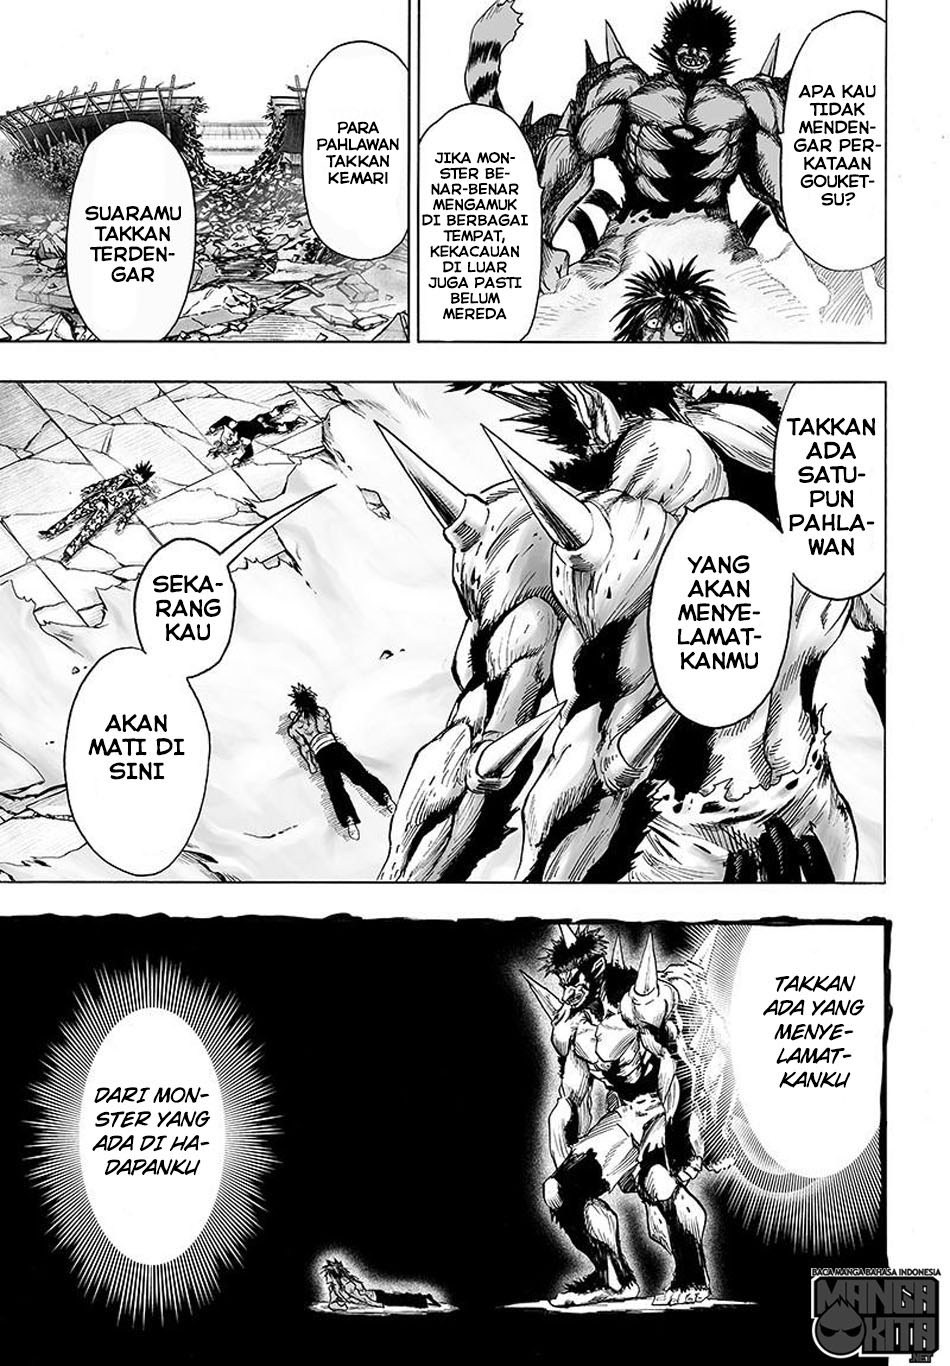 APA KAU
TIDAK
MENDEN-
GAR PER-
KATAAN
GOUKET-
SU?
JIKA MON-
STER BE-
NAR-BENAR
MENGAMUK
DI BERBAGAI
TEMPAT,
KEKACAUAN
DI LUAR
JUGA PASTI
BELUM
MEREDA
PARA
PAHLAWAN
TAKKAN
KEMARI
SUARAMU
TAKKAN
TERDEN-
GAR
TAKKAN
ADA
SATU-
PUN
PAHLA-
WAN
YANG
AKAN
MENYE-
LAMAT-
KANMU
SEKA-
RANG
KAU
AKAN
MATI DI
SINI
TAKKAN
ADA YANG
MENYE-
LAMAT-
KANKU
DARI MON-
STER YANG
ADA DI HA-
DAPANKU
BACA MANGA BAHASA INDONESIA
MANGA
KITA
.NET